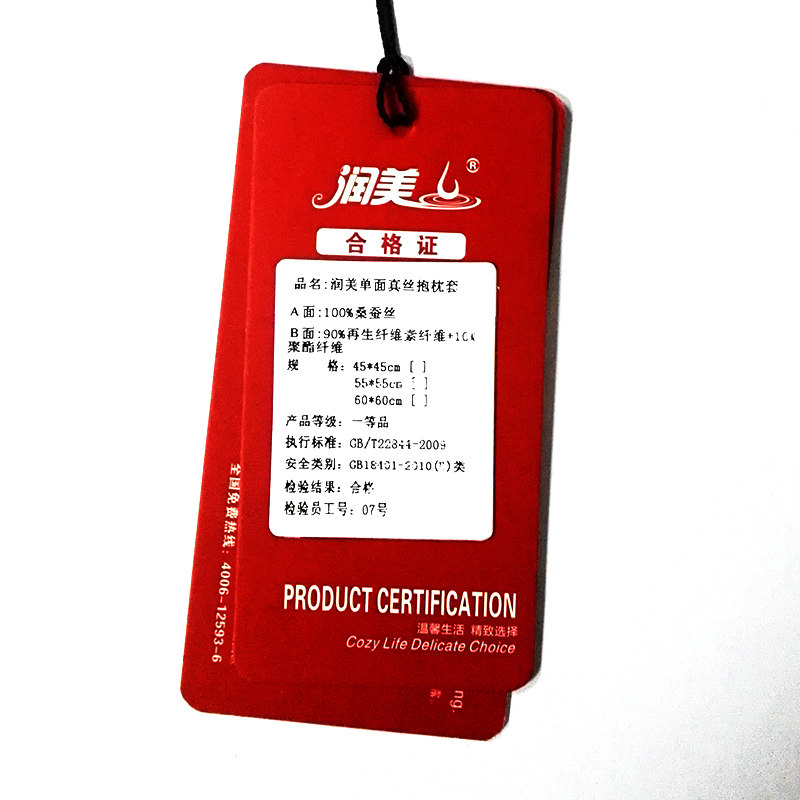 润美®
合格证
品名:润美单面真丝抱枕套
A面:100%桑蚕丝
B面:90%再生纤维素纤维+10%
聚酯纤维
规 格: 45*45cm [ ]
55*55cm [ ]
60*60cm [ ]
产品等级: 一等品
执行标准: GB/T22844-2009
安全类别: GB18401-2010( )类
检验结果: 合格
检验员工号: 07号
PRODUCT CERTIFICATION
温馨生活 精致选择
Cozy Life Delicate Choice
全国免费热线: 4006-12593-6
ng.